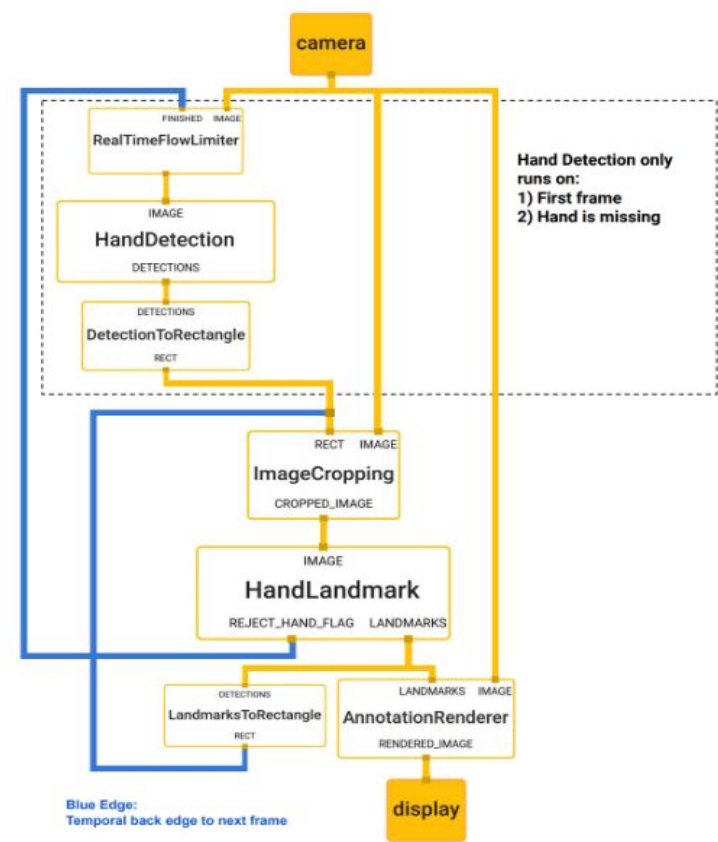 camera
FINISHED IMAGE
RealTimeFlowLimiter
Hand Detection only
runs on:
1) First frame
2) Hand is missing
IMAGE
HandDetection
DETECTIONS
DETECTIONS
DetectionToRectangle
RECT
RECT IMAGE
ImageCropping
CROPPED_IMAGE
IMAGE
HandLandmark
REJECT_HAND_FLAG LANDMARKS
DETECTIONS
LandmarksToRectangle
RECT
LANDMARKS IMAGE
AnnotationRenderer
RENDERED_IMAGE
display
Blue Edge:
Temporal back edge to next frame